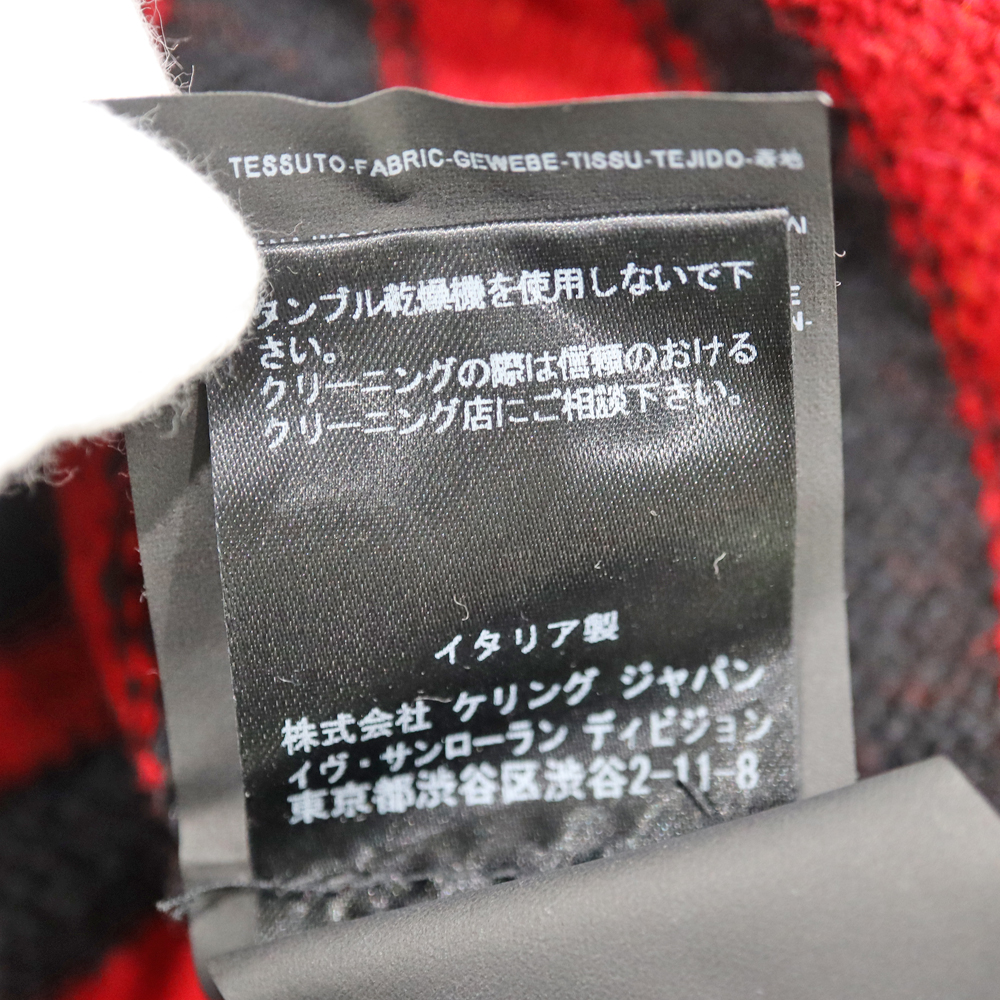 TESSUTO-FABRIC-GEWEBE-TISSU-TEJIDO-表地
タンブル乾燥機を使用しないで下
さい。
クリーニングの際は信頼のおける
クリーニング店にご相談下さい。
イタリア製
株式会社 ケリング ジャパン
イヴ・サンローラン ディビジョン
東京都渋谷区渋谷2-11-8